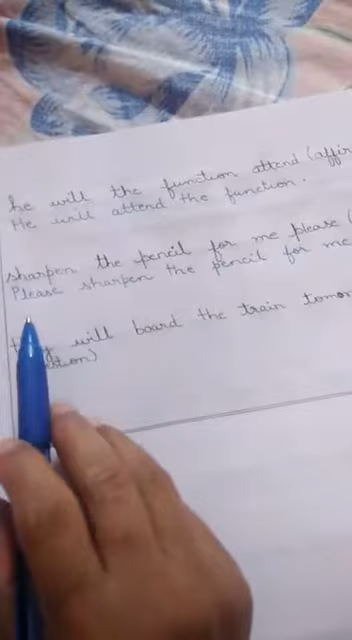 he will the function attend (affir
He will attend the function.
sharpen the pencil for me please (
Please sharpen the pencil for me
will board the train tomor